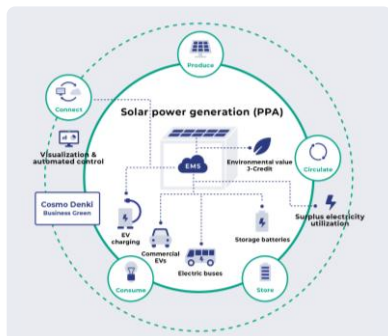 Produce
Connect
Solar power generation (PPA)
Visualization &
automated control
EMS
Environmental value
J-Credit
Circulate
Cosmo Denki
Business Green
EV
charging
Commercial
EVs
Electric buses
Storage batteries
Surplus electricity
utilization
Consume
Store